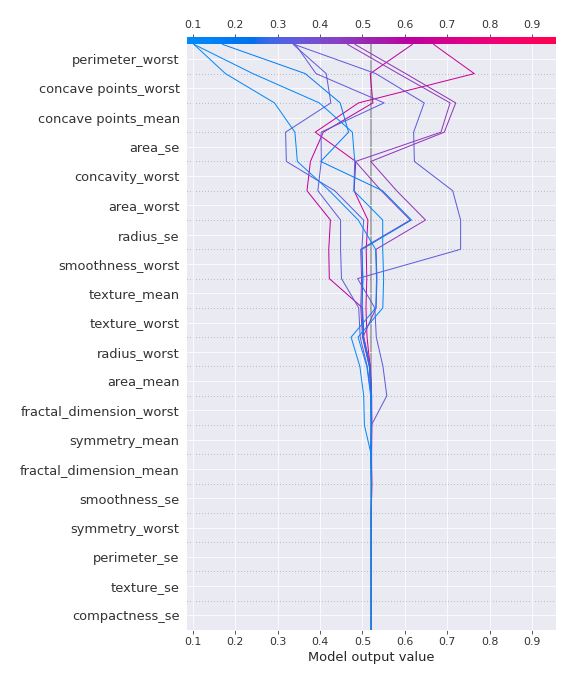 0.1 0.2 0.3 0.4 0.5 0.6 0.7 0.8 0.9
perimeter_worst
concave points_worst
concave points_mean
area_se
concavity_worst
area_worst
radius_se
smoothness_worst
texture_mean
texture_worst
radius_worst
area_mean
fractal_dimension_worst
symmetry_mean
fractal_dimension_mean
smoothness_se
symmetry_worst
perimeter_se
texture_se
compactness_se
0.1 0.2 0.3 0.4 0.5 0.6 0.7 0.8 0.9
Model output value